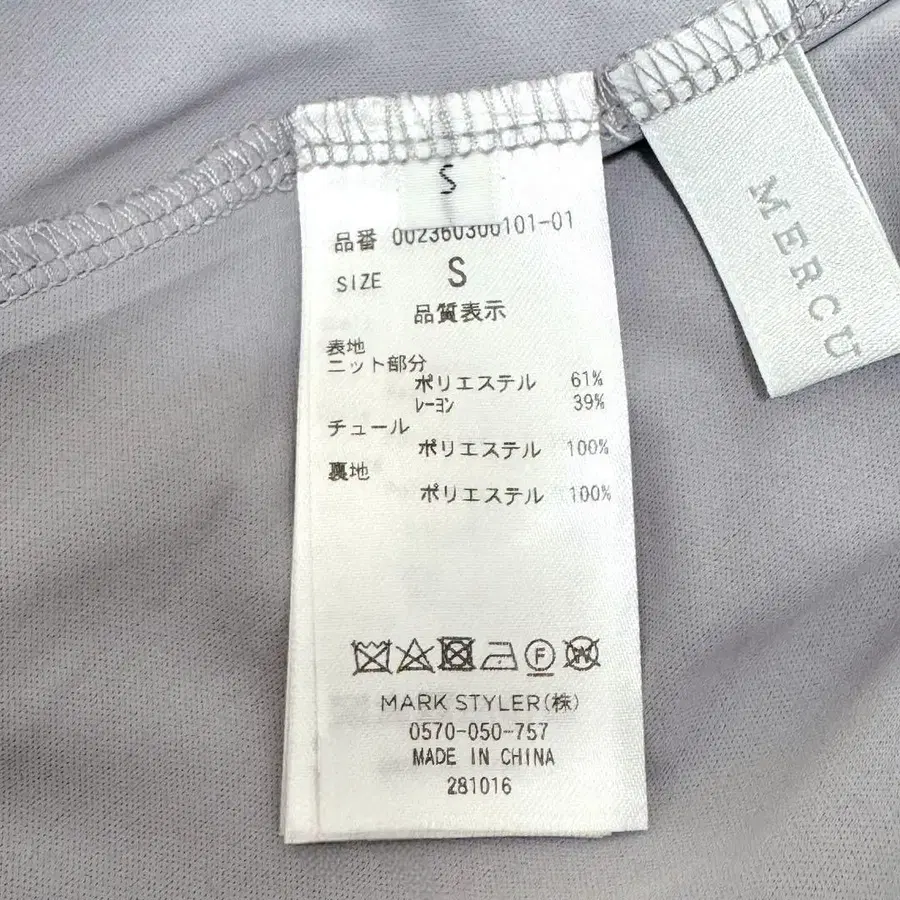 S
品番 002360300101-01
SIZE S
品質表示
表地
ニット部分
ポリエステル 61%
レーヨン 39%
チュール
ポリエステル 100%
裏地
ポリエステル 100%
F
W
MARK STYLER(株)
0570-050-757
MADE IN CHINA
281016
MERCU